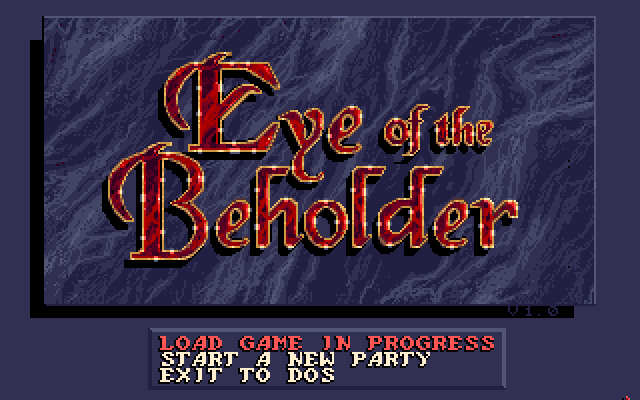 Eye of the
Beholder
V1.0
LOAD GAME IN PROGRESS
START A NEW PARTY
EXIT TO DOS